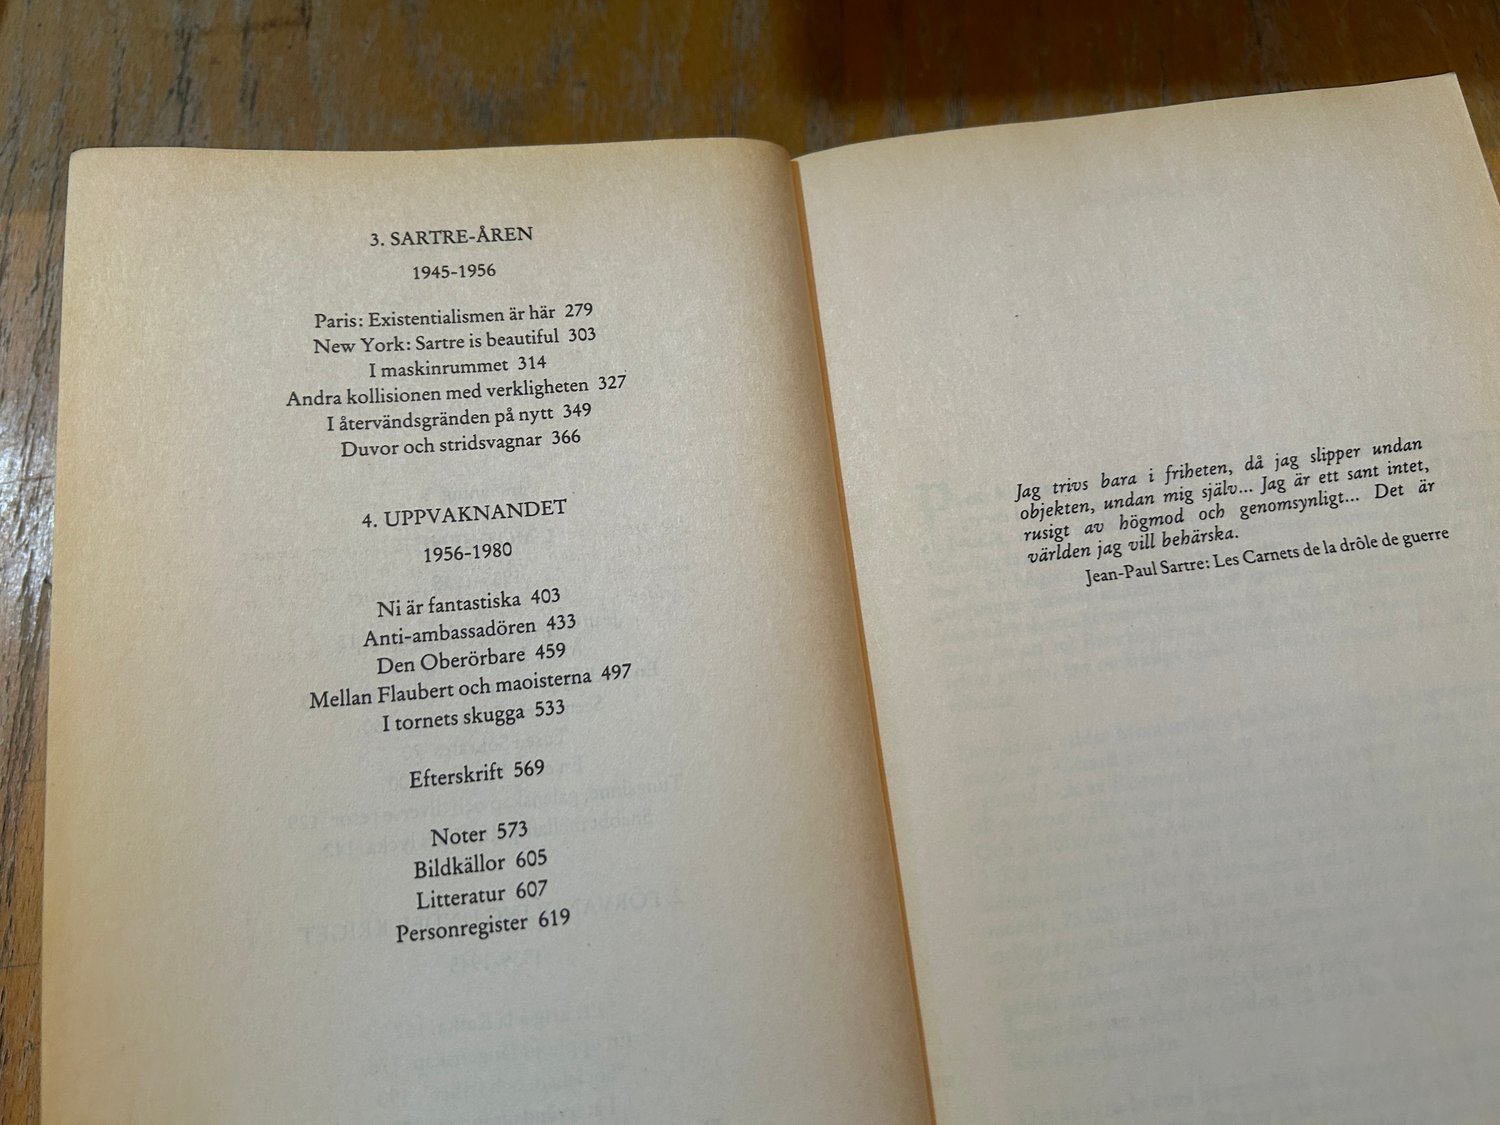 3. SARTRE-ÅREN
1945-1956
Paris: Existentialismen är här 279
New York: Sartre is beautiful 303
I maskinrummet 314
Andra kollisionen med verkligheten 327
I återvändsgränden på nytt 349
Duvor och stridsvagnar 366
4. UPPVAKNANDET
1956-1980
Ni är fantastiska 403
Anti-ambassadören 433
Den Oberörbare 459
Mellan Flaubert och maoisterna 497
I tornets skugga 533
Efterskrift 569
Noter 573
Bildkällor 605
Litteratur 607
Personregister 619
Jag trivs bara i friheten, då jag slipper undan
objekten, undan mig själv... Jag är ett sant intet,
rusigt av högmod och genomsynligt... Det är
världen jag vill behärska.
Jean-Paul Sartre: Les Carnets de la drôle de guerre